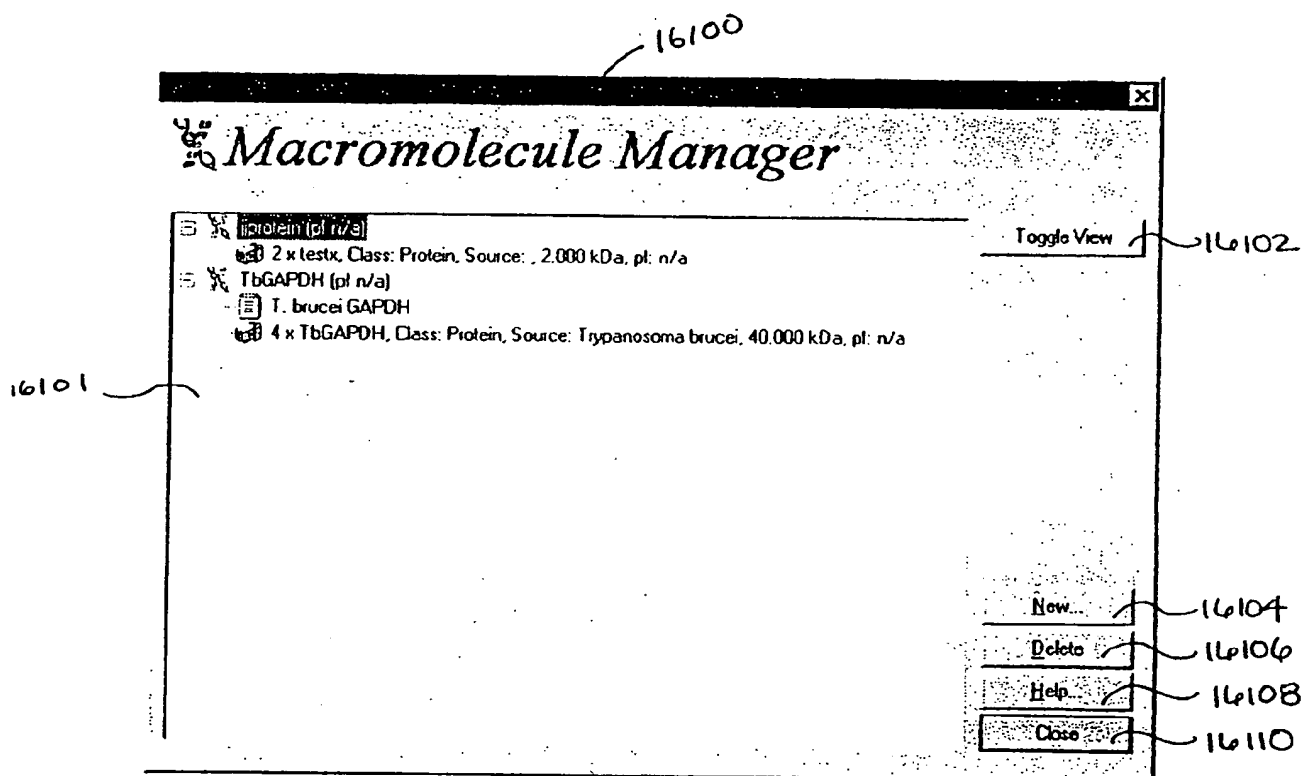 16100
Macromolecule Manager
(pI n/a)
Toggle View
16102
2 x testx, Class: Protein, Source: , 2.000 kDa, pI: n/a
TbGAPDH (pI n/a)
T. brucei GAPDH
4 x TbGAPDH, Class: Protein, Source: Trypanosoma brucei, 40.000 kDa, pI: n/a
16101
New...
16104
Delete
16106
Help...
16108
Close
16110